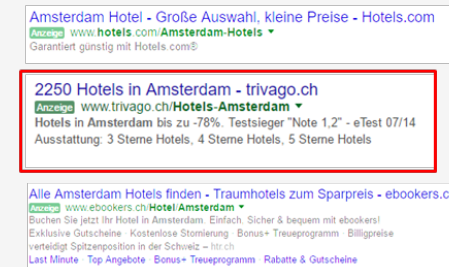 Amsterdam Hotel - Große Auswahl, kleine Preise - Hotels.com
Anzeige www.hotels.com/Amsterdam-Hotels
Garantiert günstig mit Hotels.com®
2250 Hotels in Amsterdam - trivago.ch
Anzeige www.trivago.ch/Hotels-Amsterdam
Hotels in Amsterdam bis zu -78%. Testsieger "Note 1,2" - eTest 07/14
Ausstattung: 3 Sterne Hotels, 4 Sterne Hotels, 5 Sterne Hotels
Alle Amsterdam Hotels finden - Traumhotels zum Sparpreis - ebookers.c
Anzeige www.ebookers.ch/Hotel/Amsterdam
Buchen Sie jetzt Ihr Hotel in Amsterdam. Einfach, Sicher & bequem mit ebookers!
Exklusive Gutscheine · Kostenlose Stornierung · Bonus+ Treueprogramm · Billigpreise
verteidigt Spitzenposition in der Schweiz – htr.ch
Last Minute · Top Angebote · Bonus+ Treueprogramm · Rabatte & Gutscheine